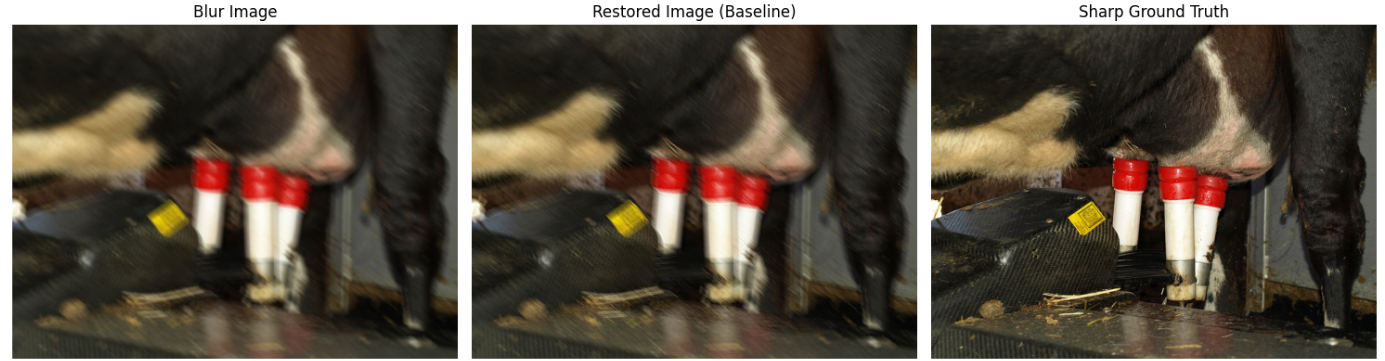 Blur Image
Restored Image (Baseline)
Sharp Ground Truth